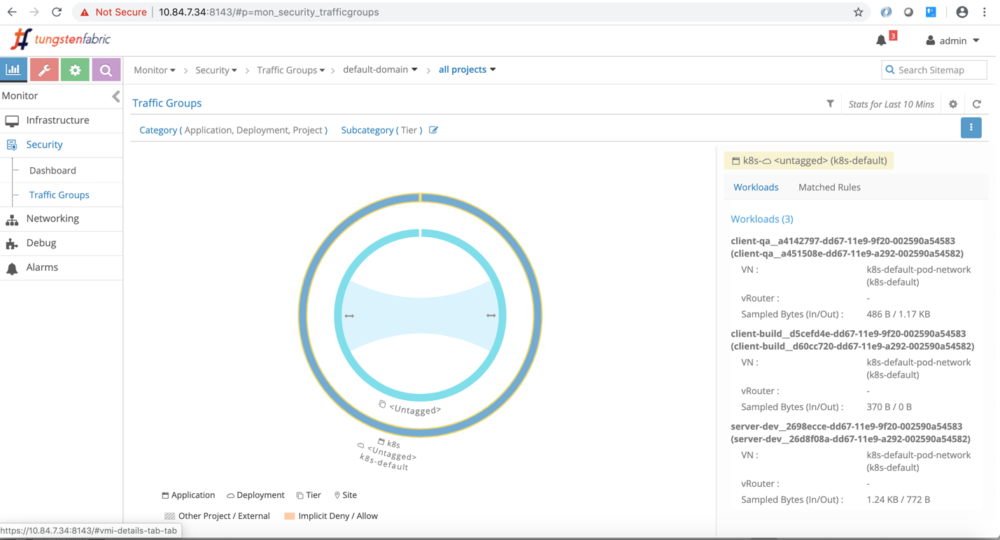 Not Secure | 10.84.7.34:8143/#p=mon_security_trafficgroups
tungstenfabric
3
admin
Monitor > Security > Traffic Groups > default-domain > all projects
Search Sitemap
Monitor
Infrastructure
Security
Dashboard
Traffic Groups
Networking
Debug
Alarms
Traffic Groups
Stats for Last 10 Mins
Category ( Application, Deployment, Project ) Subcategory ( Tier )
<Untagged>
k8s
<Untagged>
k8s-default
Application Deployment Tier Site
Other Project / External Implicit Deny / Allow
k8s- <untagged> (k8s-default)
Workloads Matched Rules
Workloads (3)
client-qa__a4142797-dd67-11e9-9f20-002590a54583
(client-qa__a451508e-dd67-11e9-a292-002590a54582)
VN : k8s-default-pod-network
(k8s-default)
vRouter : -
Sampled Bytes (In/Out) : 486 B / 1.17 KB
client-build__d5cefd4e-dd67-11e9-9f20-002590a54583
(client-build__d60cc720-dd67-11e9-a292-002590a54582)
VN : k8s-default-pod-network
(k8s-default)
vRouter : -
Sampled Bytes (In/Out) : 370 B / 0 B
server-dev__2698ecce-dd67-11e9-9f20-002590a54583
(server-dev__26d8f08a-dd67-11e9-a292-002590a54582)
VN : k8s-default-pod-network
(k8s-default)
vRouter : -
Sampled Bytes (In/Out) : 1.24 KB / 772 B
https://10.84.7.34:8143/#vmi-details-tab-tab